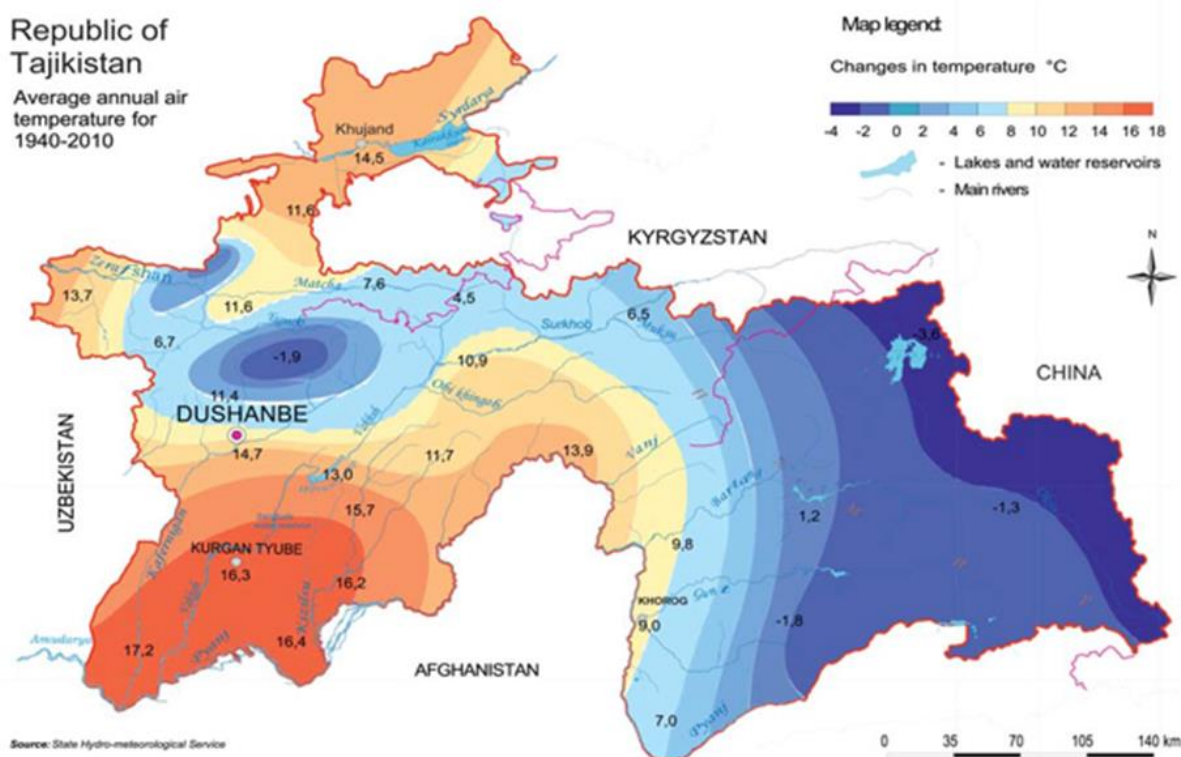 Republic of
Tajikistan
Average annual air
temperature for
1940-2010
Map legend:
Changes in temperature °C
-4 -2 0 2 4 6 8 10 12 14 16 18
- Lakes and water reservoirs
- Main rivers
N
Syrdarya
Khujand
14,5
11,6
KYRGYZSTAN
Zerafshan
13,7
Matcha
7,6
4,5
11,6
6,5
Surkhob
Muksu
-3,6
6,7
-1,9
10,9
CHINA
11,4
Obikhingob
DUSHANBE
Vakhsh
14,7
11,7
13,9
Vanj
UZBEKISTAN
13,0
Bartang
15,7
1,2
-1,3
Kafernigan
KURGAN TYUBE
16,3
9,8
16,2
KHOROG
9,0
-1,8
Amudarya
17,2
Pyanj
16,4
AFGHANISTAN
7,0
Pyanj
Source: State Hydro-meteorological Service
0 35 70 105 140 km